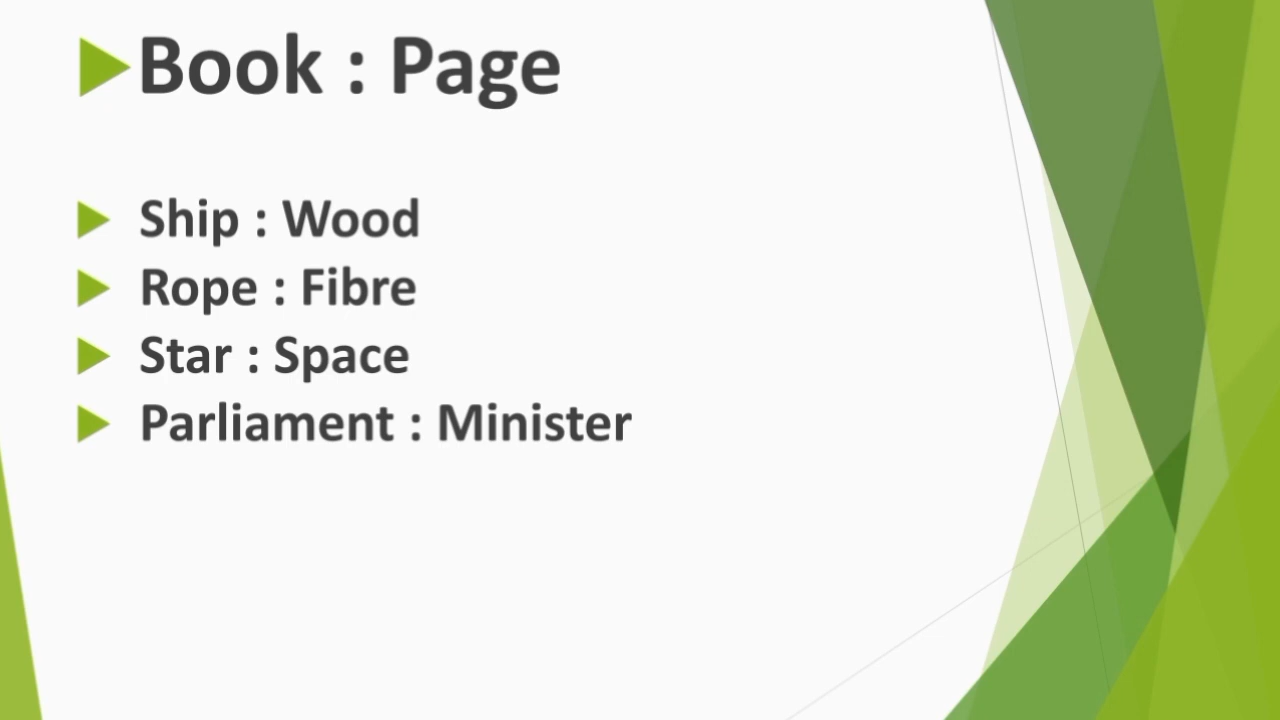 Book : Page
Ship : Wood
Rope : Fibre
Star : Space
Parliament : Minister